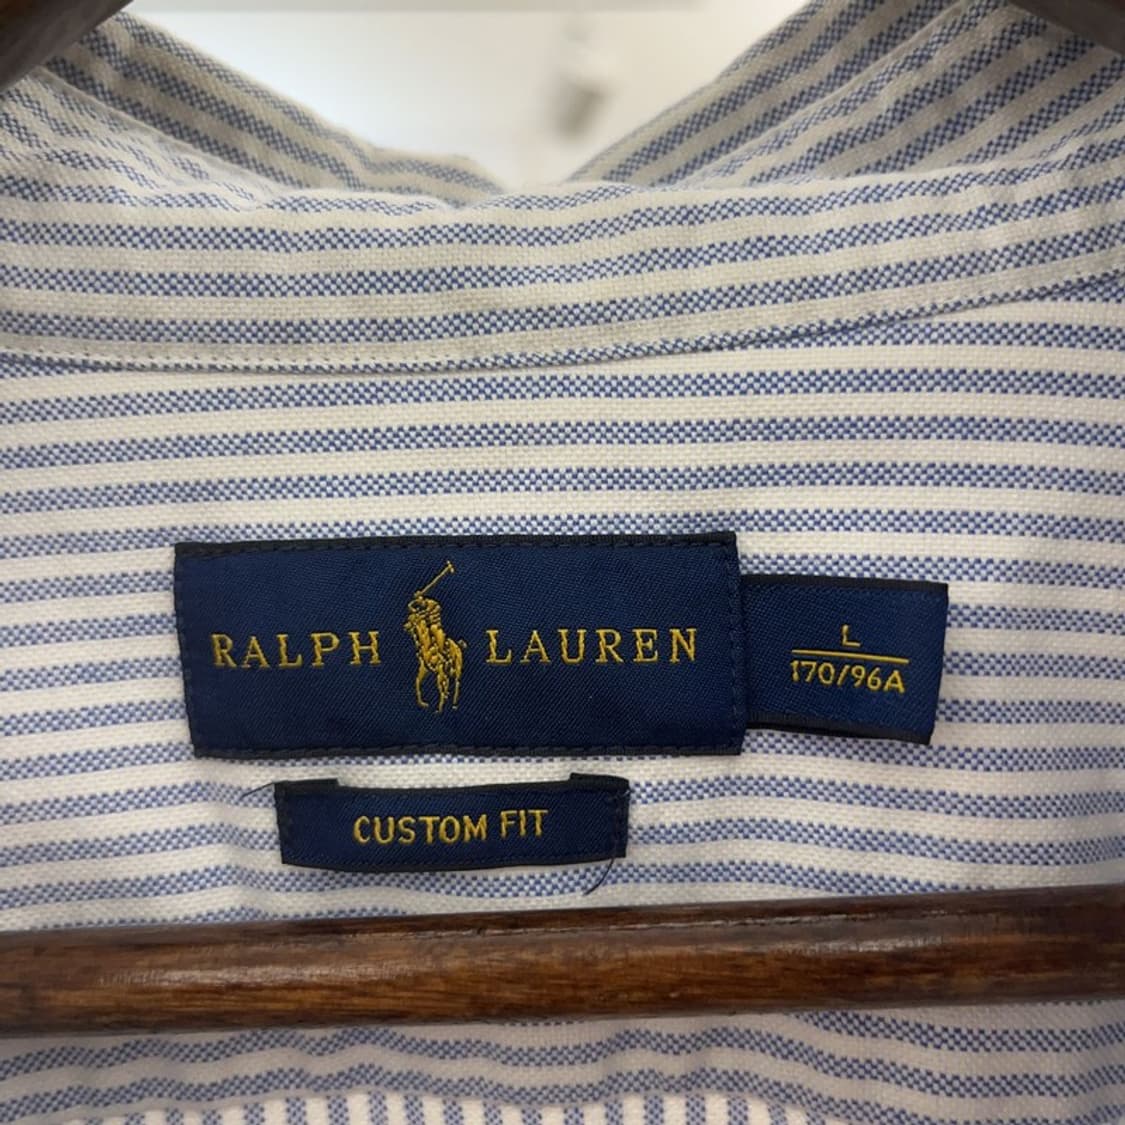 RALPH LAUREN
L
170/96A
CUSTOM FIT